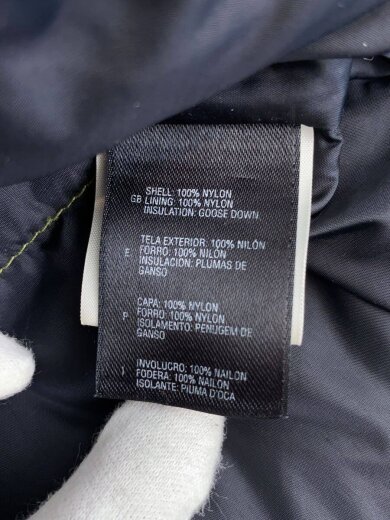 SHELL: 100% NYLON
GB LINING: 100% NYLON
INSULATION: GOOSE DOWN
TELA EXTERIOR: 100% NILÓN
E FORRO: 100% NILÓN
INSULACIÓN: PLUMAS DE
GANSO
CAPA: 100% NYLON
P FORRO: 100% NYLON
ISOLAMENTO: PENUGEM DE
GANSO
INVOLUCRO: 100% NAILON
I FODERA: 100% NAILON
ISOLANTE: PIUMA D'OCA